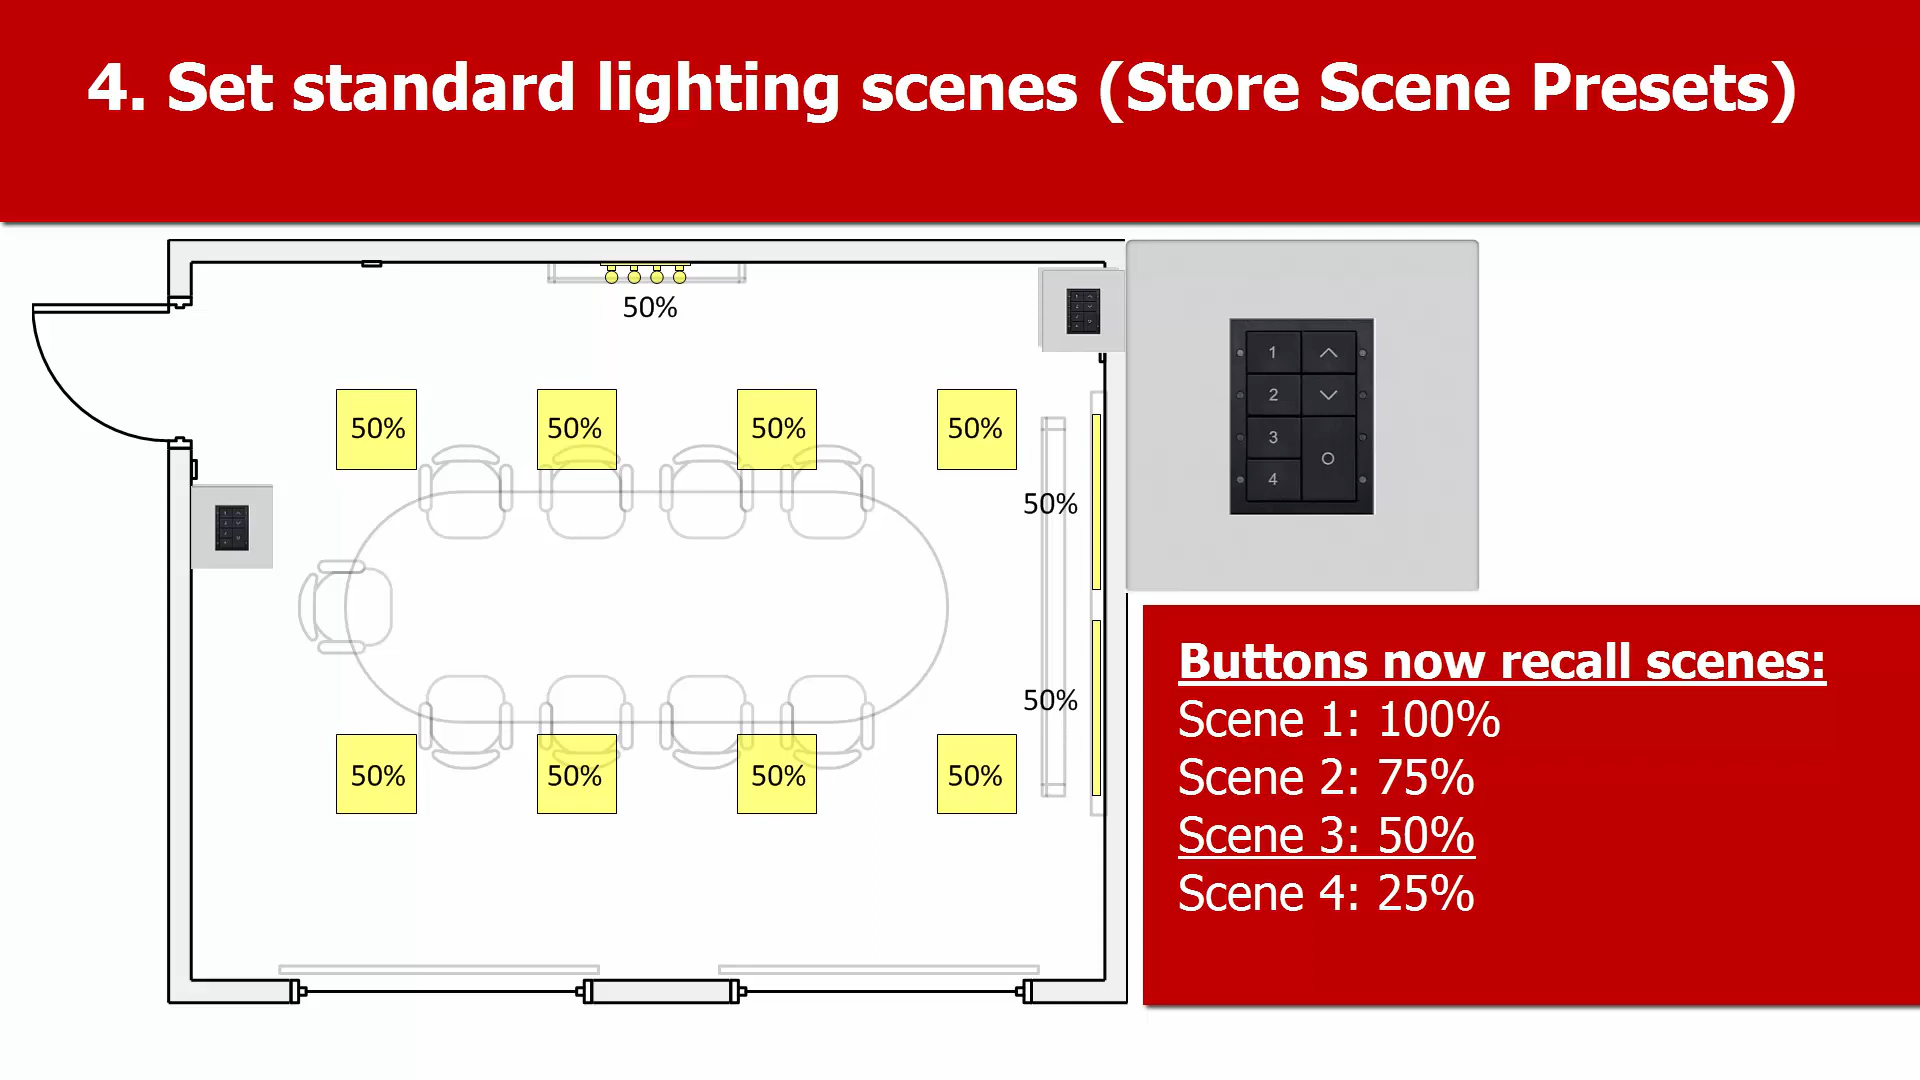 4. Set standard lighting scenes (Store Scene Presets)
50%
50% 50% 50% 50%
50%
50%
50% 50% 50% 50%
1
2
3
4
Buttons now recall scenes:
Scene 1: 100%
Scene 2: 75%
Scene 3: 50%
Scene 4: 25%